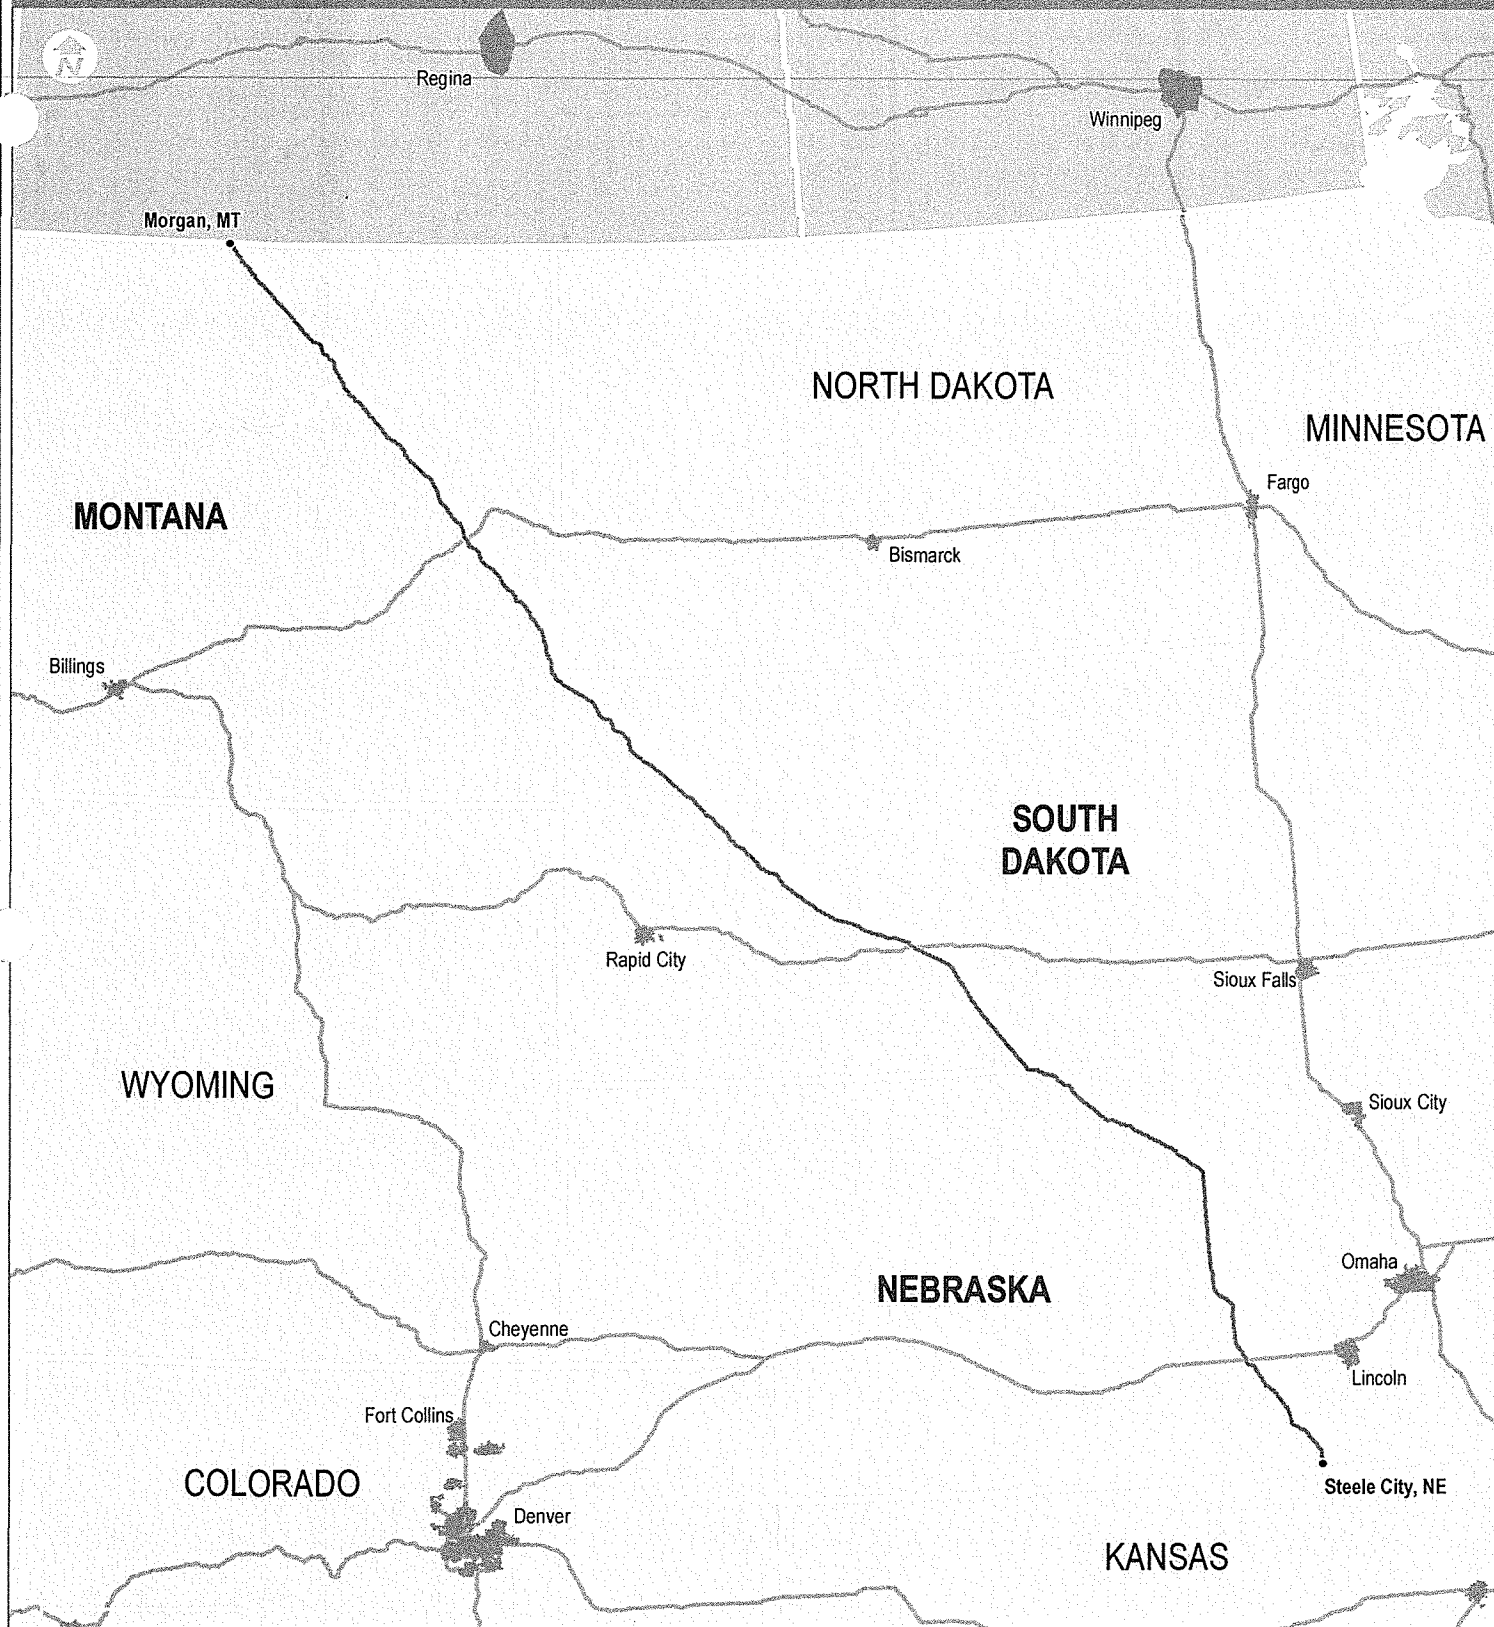 N
Regina
Winnipeg
Morgan, MT
NORTH DAKOTA
MINNESOTA
Fargo
MONTANA
Bismarck
Billings
SOUTH
DAKOTA
Rapid City
Sioux Falls
WYOMING
Sioux City
Omaha
NEBRASKA
Cheyenne
Lincoln
Fort Collins
COLORADO
Steele City, NE
Denver
KANSAS